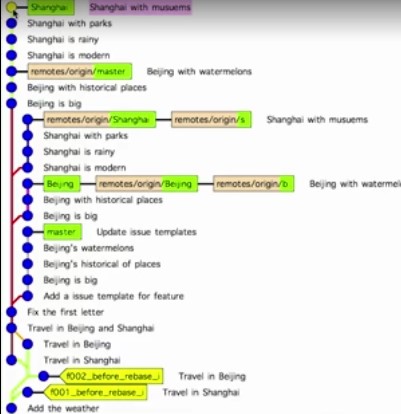 Shanghai Shanghai with musuems
Shanghai with parks
Shanghai is rainy
Shanghai is modern
remotes/origin/master Beijing with watermelons
Beijing with historical places
Beijing is big
remotes/origin/Shanghai remotes/origin/s Shanghai with musuems
Shanghai with parks
Shanghai is rainy
Shanghai is modern
Beijing remotes/origin/Beijing remotes/origin/b Beijing with watermel
Beijing with historical places
Beijing is big
master Update issue templates
Beijing's watermelons
Beijing's historical of places
Beijing is big
Add a issue template for feature
Fix the first letter
Travel in Beijing and Shanghai
Travel in Beijing
Travel in Shanghai
f002_before_rebase_i Travel in Beijing
f001_before_rebase_i Travel in Shanghai
Add the weather